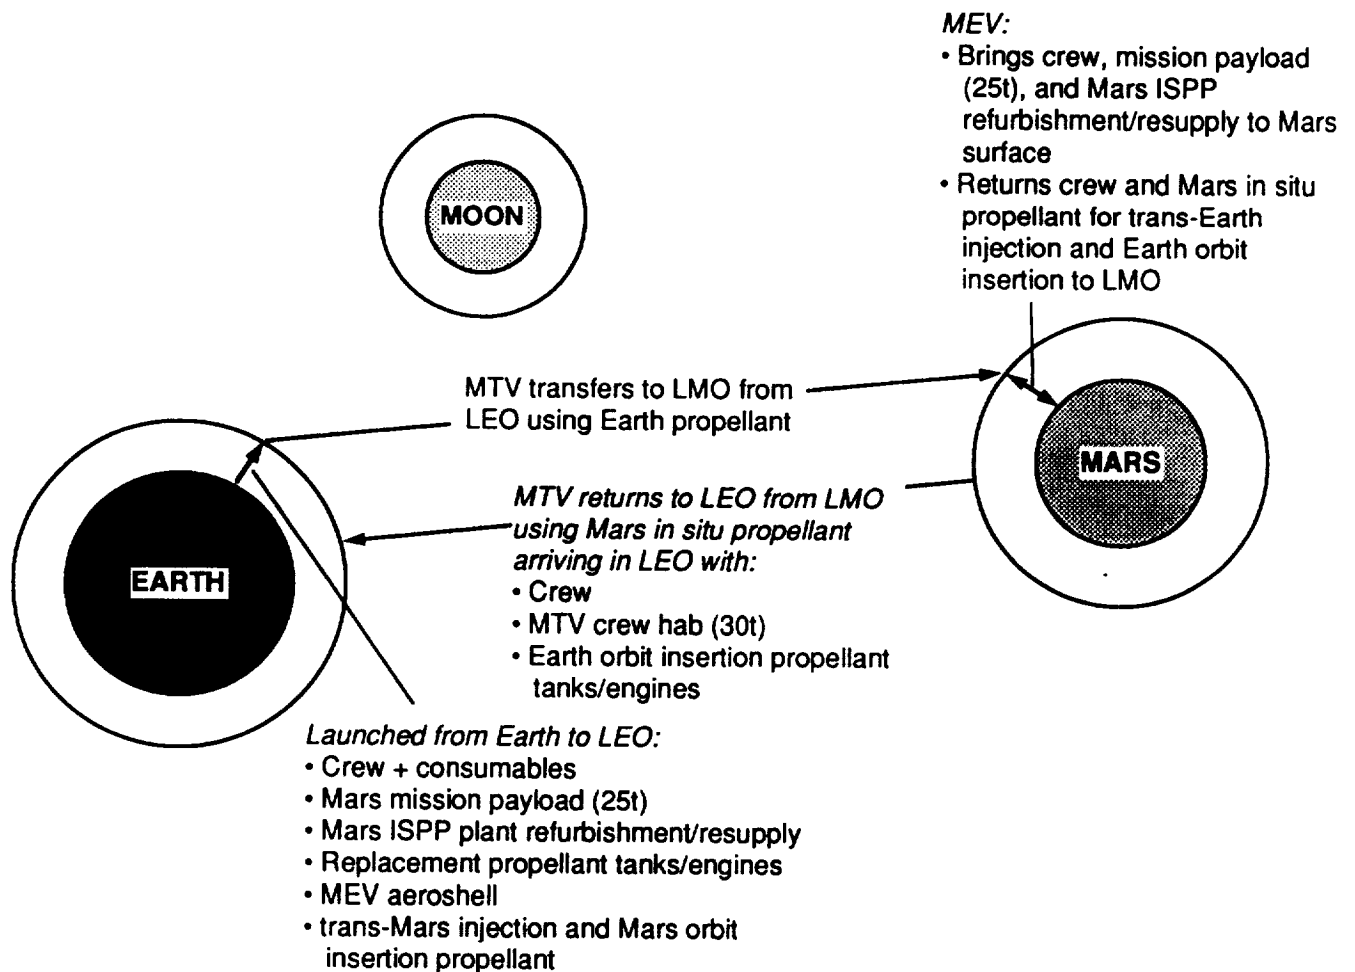 MEV:
• Brings crew, mission payload
(25t), and Mars ISPP
refurbishment/resupply to Mars
surface
• Returns crew and Mars in situ
propellant for trans-Earth
injection and Earth orbit
insertion to LMO
MOON
MTV transfers to LMO from
LEO using Earth propellant
MARS
MTV returns to LEO from LMO
using Mars in situ propellant
arriving in LEO with:
• Crew
• MTV crew hab (30t)
• Earth orbit insertion propellant
tanks/engines
EARTH
Launched from Earth to LEO:
• Crew + consumables
• Mars mission payload (25t)
• Mars ISPP plant refurbishment/resupply
• Replacement propellant tanks/engines
• MEV aeroshell
• trans-Mars injection and Mars orbit
insertion propellant